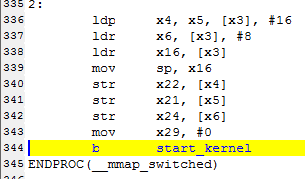 335 2:
336 ldp x4, x5, [x3], #16
337 ldr x6, [x3], #8
338 ldr x16, [x3]
339 mov sp, x16
340 str x22, [x4]
341 str x21, [x5]
342 str x24, [x6]
343 mov x29, #0
344 b start_kernel
345 ENDPROC(__mmap_switched)